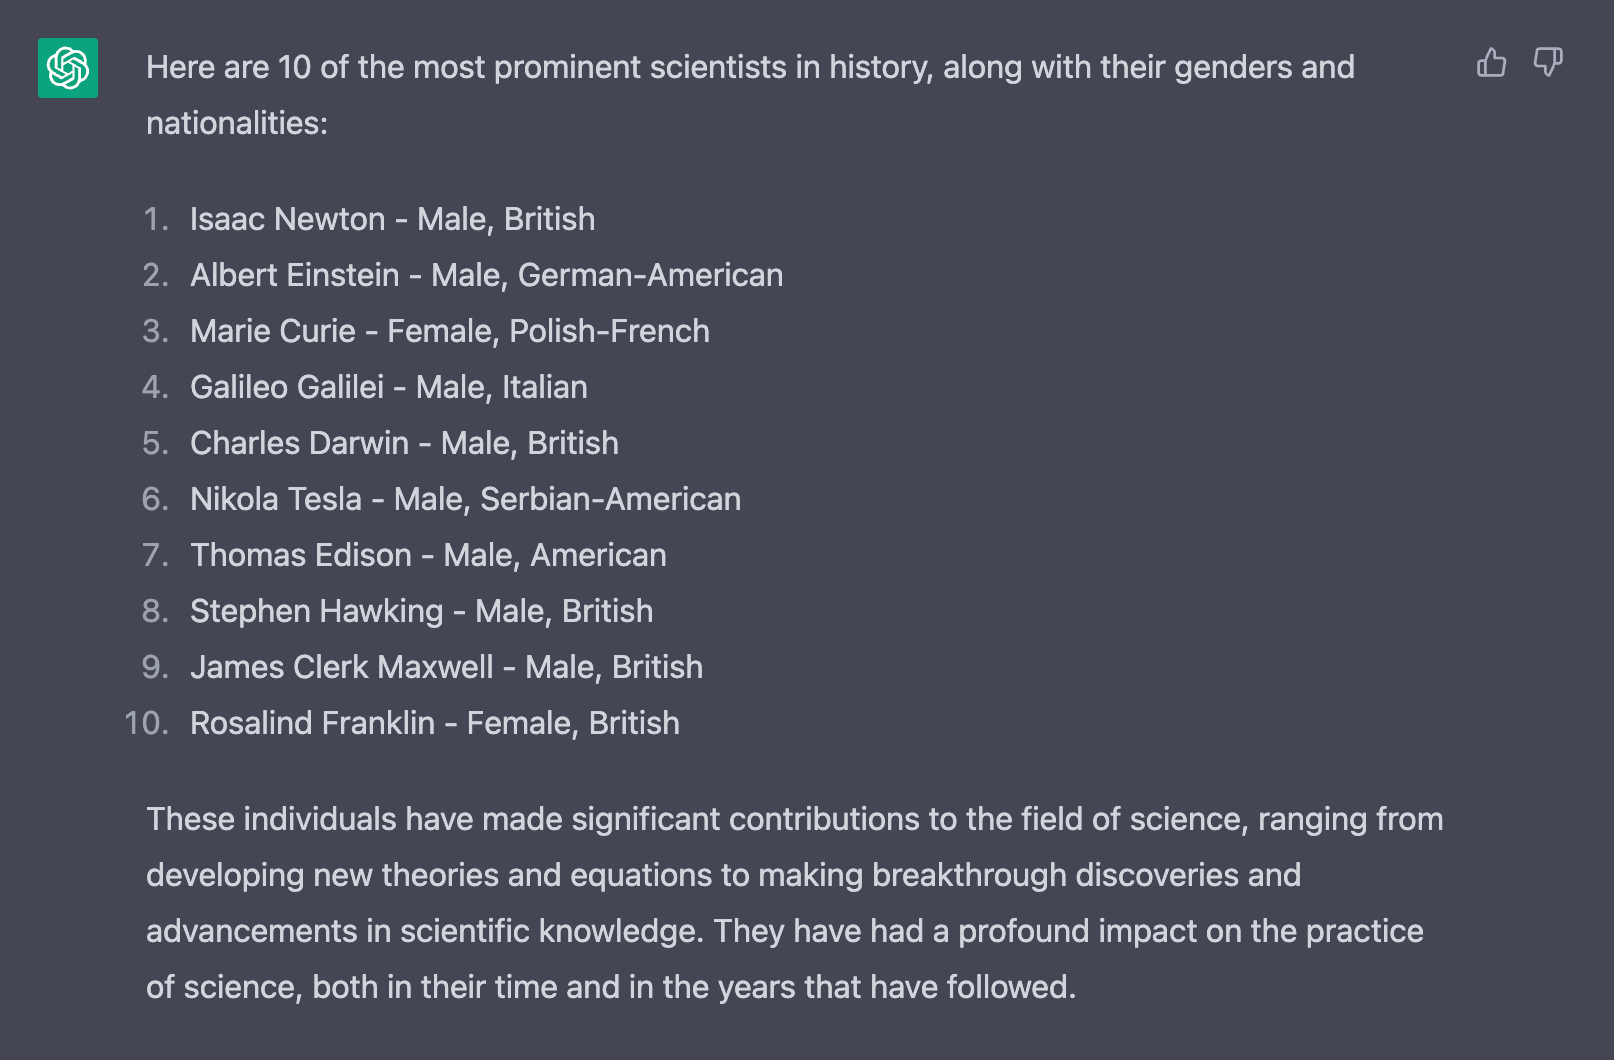 Here are 10 of the most prominent scientists in history, along with their genders and
nationalities:
1. Isaac Newton - Male, British
2. Albert Einstein - Male, German-American
3. Marie Curie - Female, Polish-French
4. Galileo Galilei - Male, Italian
5. Charles Darwin - Male, British
6. Nikola Tesla - Male, Serbian-American
7. Thomas Edison - Male, American
8. Stephen Hawking - Male, British
9. James Clerk Maxwell - Male, British
10. Rosalind Franklin - Female, British
These individuals have made significant contributions to the field of science, ranging from
developing new theories and equations to making breakthrough discoveries and
advancements in scientific knowledge. They have had a profound impact on the practice
of science, both in their time and in the years that have followed.